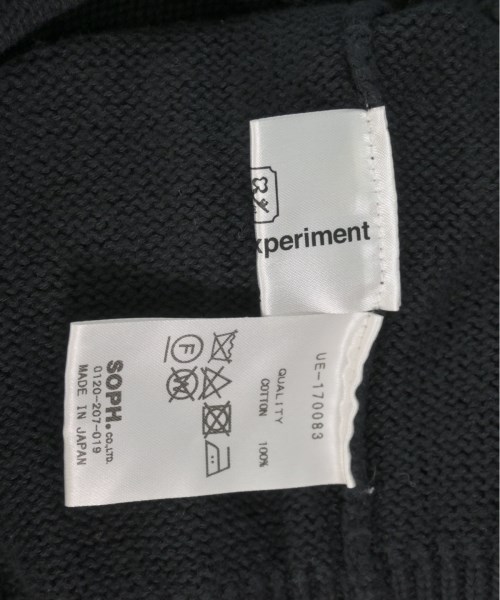 xperiment
UE-170083
QUALITY
COTTON 100%
F
W
SOPH.CO.,LTD.
0120-207-019
MADE IN JAPAN